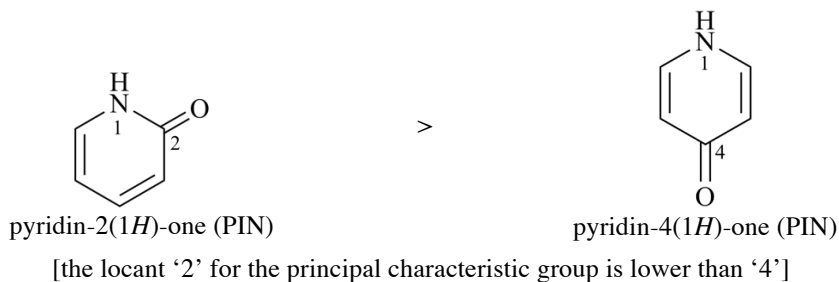 H
N
1
O
2
>
H
N
1
4
O
pyridin-2(1H)-one (PIN)
pyridin-4(1H)-one (PIN)
[the locant ‘2’ for the principal characteristic group is lower than ‘4’]